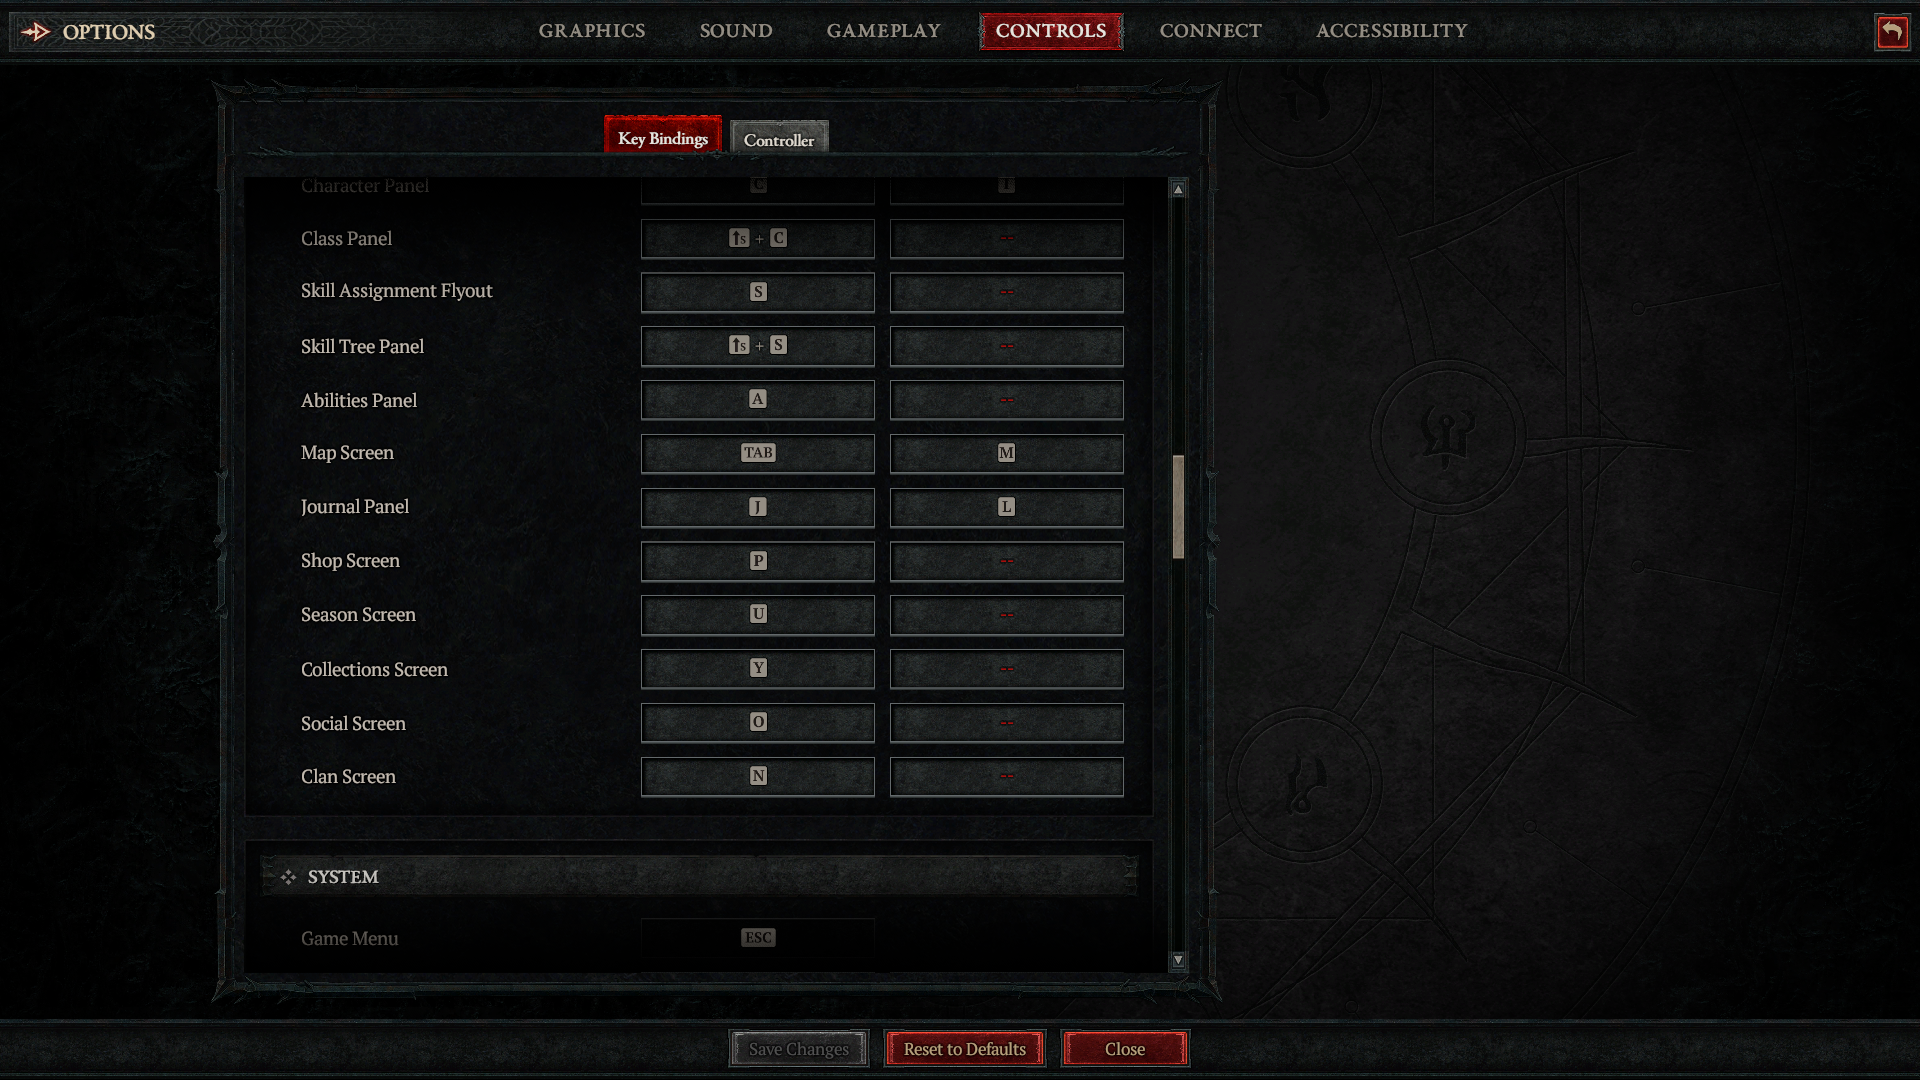 OPTIONS
GRAPHICS SOUND GAMEPLAY CONTROLS CONNECT ACCESSIBILITY
Key Bindings Controller
Character Panel C I
Class Panel ↑S + C --
Skill Assignment Flyout S --
Skill Tree Panel ↑S + S --
Abilities Panel A --
Map Screen TAB M
Journal Panel J L
Shop Screen P --
Season Screen U --
Collections Screen Y --
Social Screen O --
Clan Screen N --
SYSTEM
Game Menu ESC
Save Changes Reset to Defaults Close